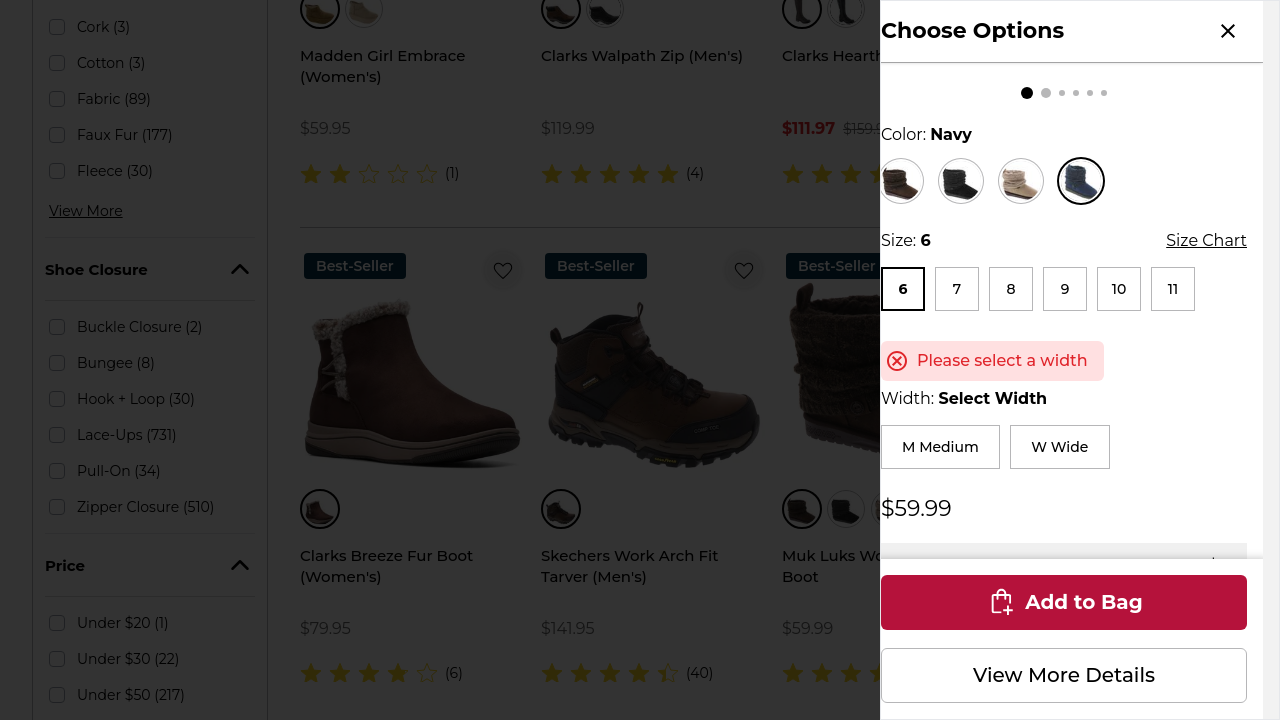 Cork (3)
Cotton (3)
Fabric (89)
Faux Fur (177)
Fleece (30)
View More
Shoe Closure
Buckle Closure (2)
Bungee (8)
Hook + Loop (30)
Lace-Ups (731)
Pull-On (34)
Zipper Closure (510)
Price
Under $20 (1)
Under $30 (22)
Under $50 (217)
Madden Girl Embrace
(Women's)
$59.95
(1)
Clarks Walpath Zip (Men's)
$119.99
(4)
Clarks Hearth
$111.97 $159.
Best-Seller
Clarks Breeze Fur Boot
(Women's)
$79.95
(6)
Best-Seller
Skechers Work Arch Fit
Tarver (Men's)
$141.95
(40)
Best-Seller
Muk Luks Wo
Boot
$59.99
Choose Options
Color: Navy
Size: 6
Size Chart
6
7
8
9
10
11
Please select a width
Width: Select Width
M Medium
W Wide
$59.99
Add to Bag
View More Details